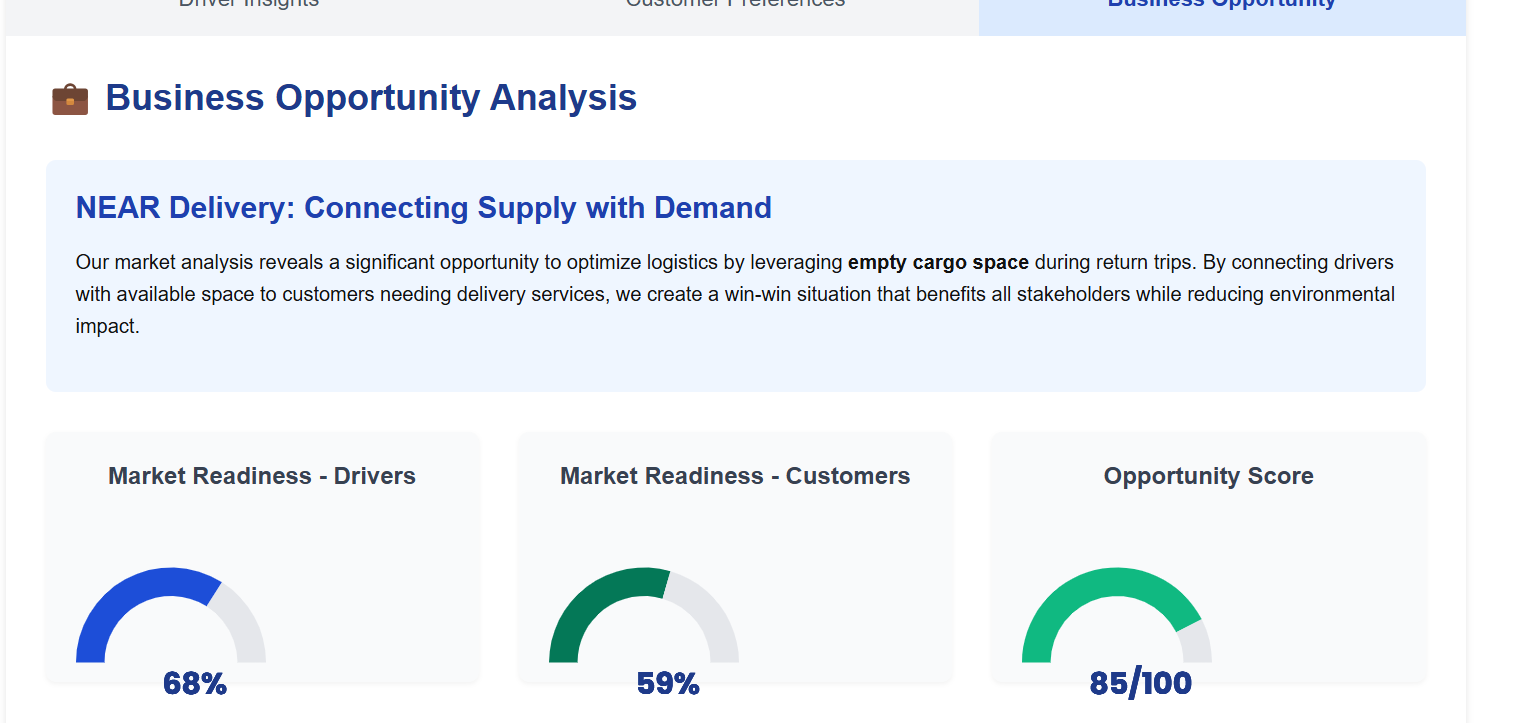 Driver Insights
Customer Preferences
Business Opportunity
Business Opportunity Analysis
NEAR Delivery: Connecting Supply with Demand
Our market analysis reveals a significant opportunity to optimize logistics by leveraging empty cargo space during return trips. By connecting drivers
with available space to customers needing delivery services, we create a win-win situation that benefits all stakeholders while reducing environmental
impact.
Market Readiness - Drivers
Market Readiness - Customers
Opportunity Score
68%
59%
85/100